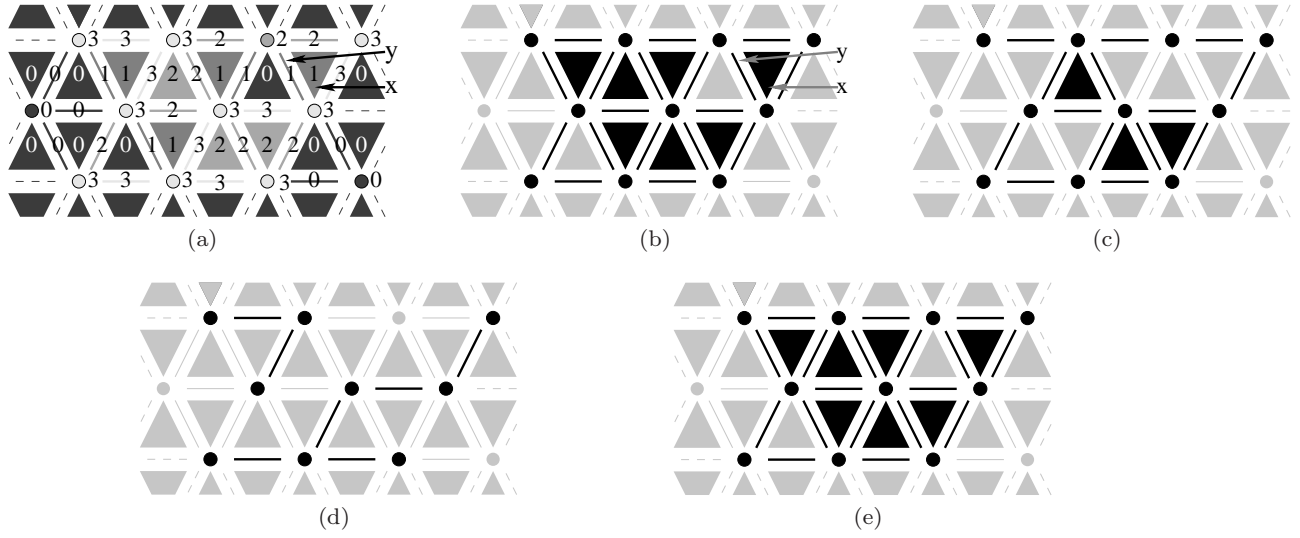 3 3 3 2 2 2 3
y
y
0 0 0 1 1 3 2 2 1 1 0 1 1 3 0
x
x
0 0 3 2 3 3 3
0 0 0 2 0 1 1 3 2 2 2 2 0 0 0
3 3 3 3 3 0 0
(a)
(b)
(c)
(d)
(e)